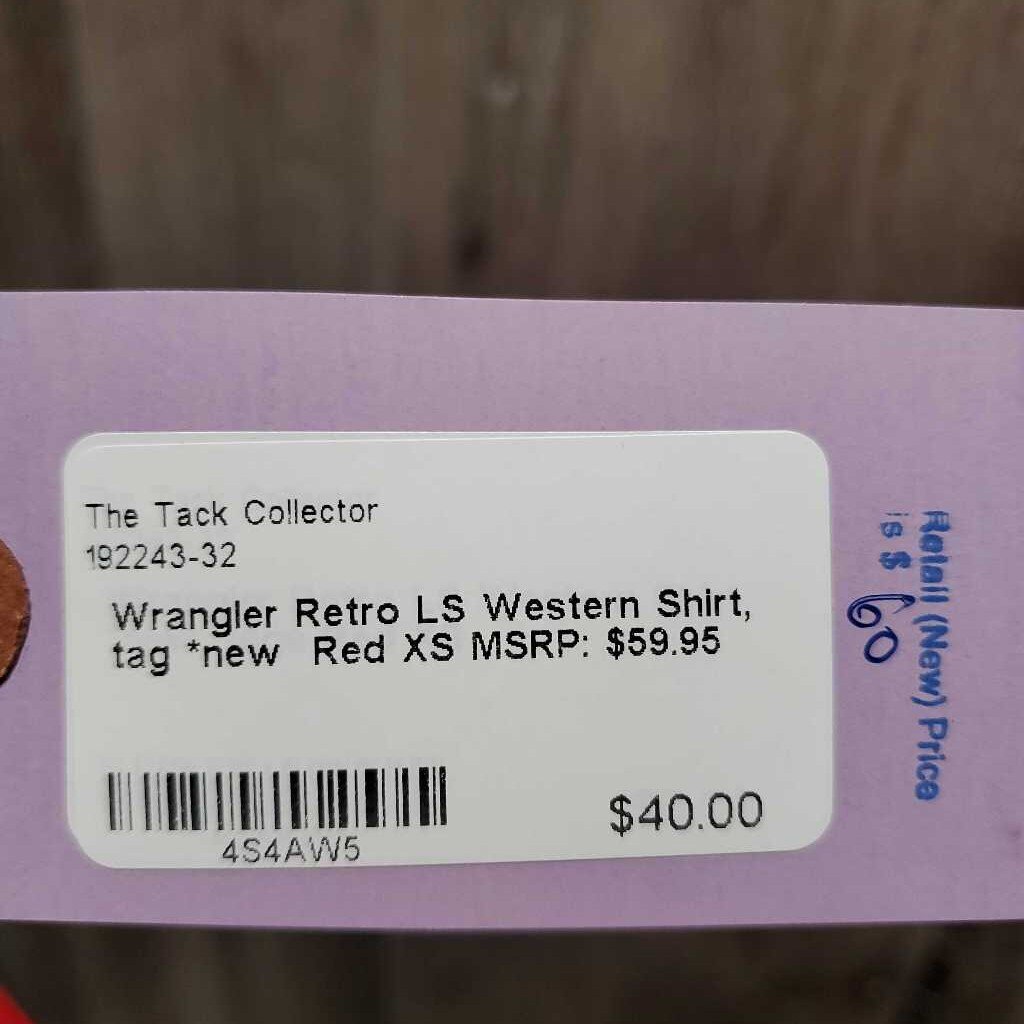 The Tack Collector
192243-32
Wrangler Retro LS Western Shirt,
tag *new Red XS MSRP: $59.95
4S4AW5
$40.00
Retail (New) Price
is $ 60